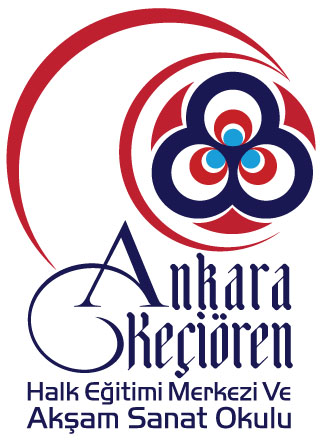 Ankara
Keçiören
Halk Eğitimi Merkezi Ve
Akşam Sanat Okulu